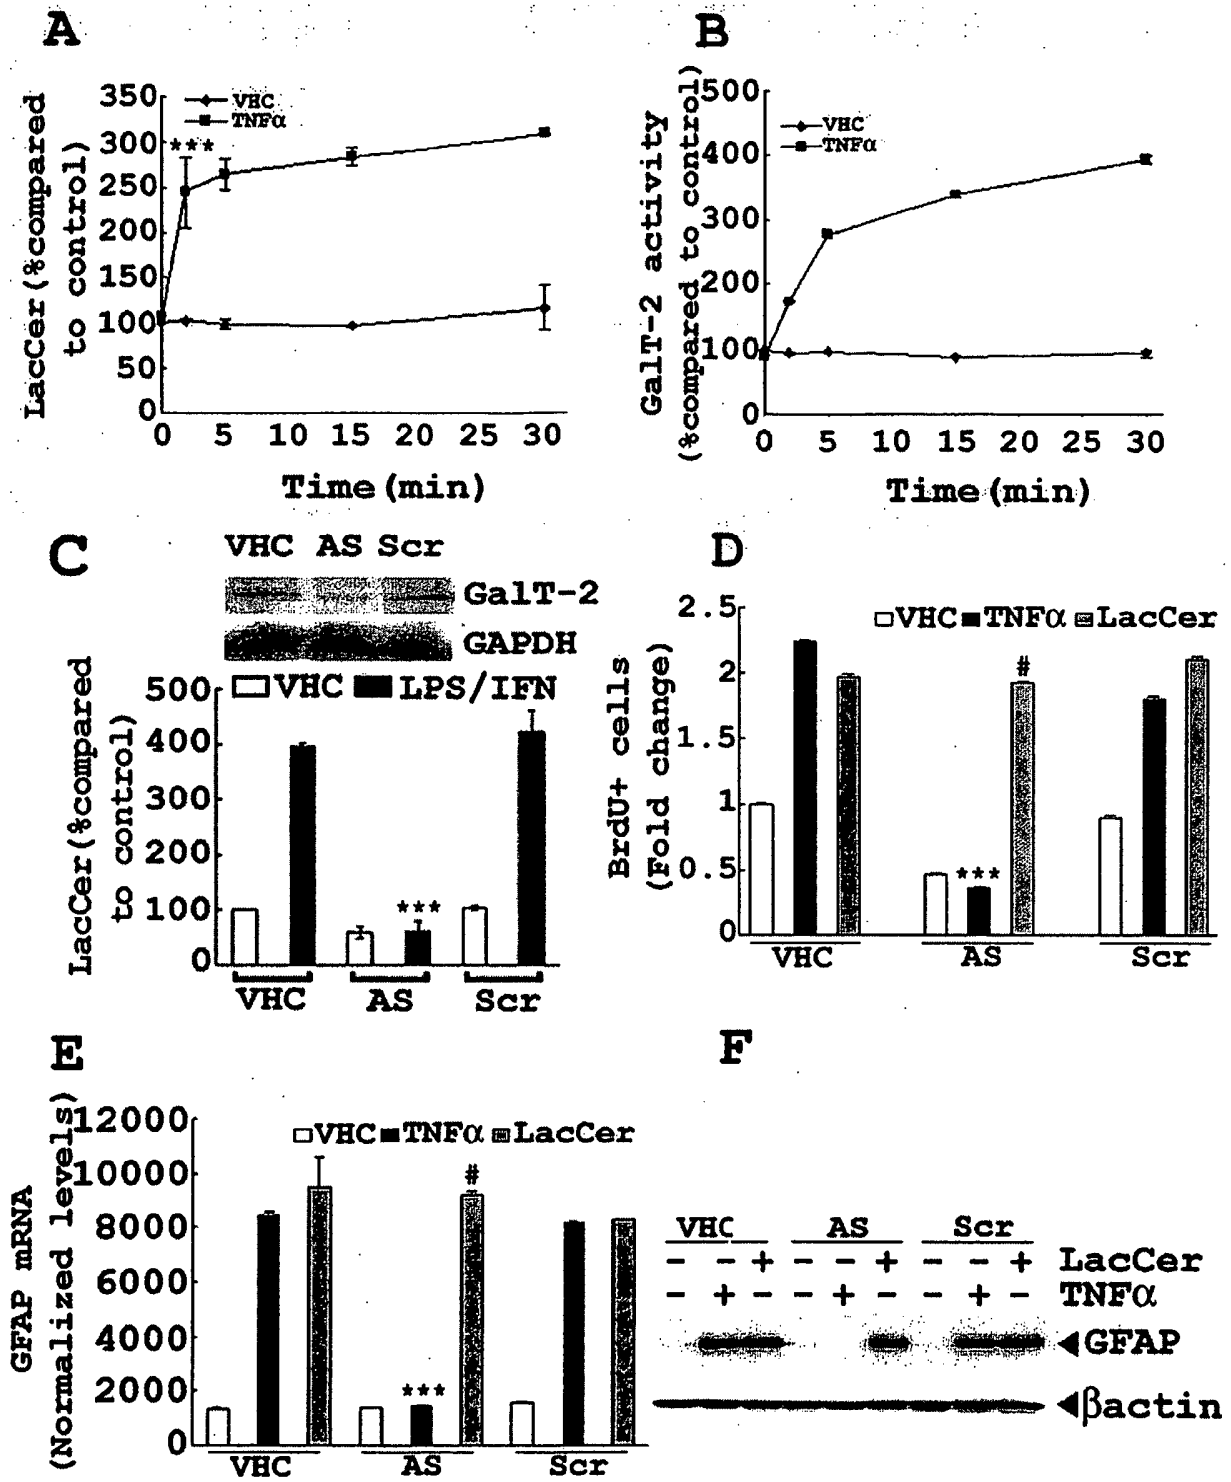 A
LacCer(%compared
to control)
350
300
250
200
150
100
50
0
VHC
TNFα
***
0 5 10 15 20 25 30
Time(min)
B
GalT-2 activity
(%compared to control)
500
400
300
200
100
0
VHC
TNFα
0 5 10 15 20 25 30
Time(min)
C
VHC AS Scr
GalT-2
GAPDH
LacCer(%compared
to control)
500
400
300
200
100
0
VHC LPS/IFN
***
VHC AS Scr
D
BrdU+ cells
(Fold change)
2.5
2
1.5
1
0.5
0
VHC TNFα LacCer
#
***
VHC AS Scr
E
GFAP mRNA
(Normalized levels)
12000
10000
8000
6000
4000
2000
0
VHC TNFα LacCer
#
***
VHC AS Scr
F
VHC AS Scr
- - + - - + - - + LacCer
- + - - + - - + - TNFα
GFAP
βactin